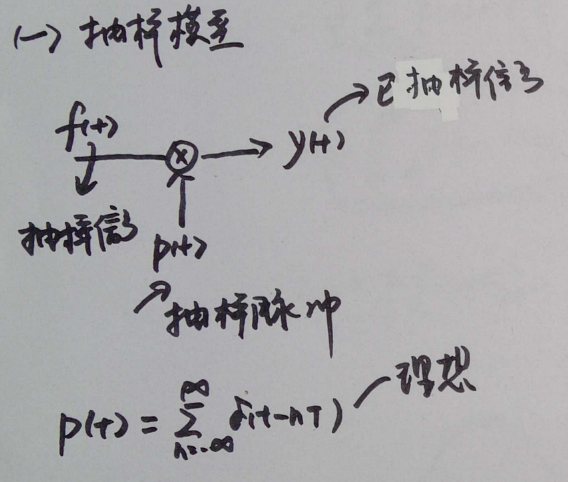 (一) 抽样模型
f(t)
y(t)
已抽样信号
抽样信号
p(t)
抽样脉冲
p(t) = ∑_{n=-∞}^{∞} δ(t-nT)
理想